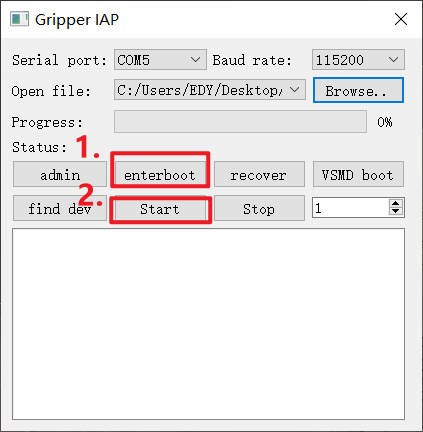 Gripper IAP
Serial port: COM5 Baud rate: 115200
Open file: C:/Users/EDY/Desktop/ Browse..
Progress: 0%
Status: 1.
admin enterboot recover VSMD boot
2.
find dev Start Stop 1